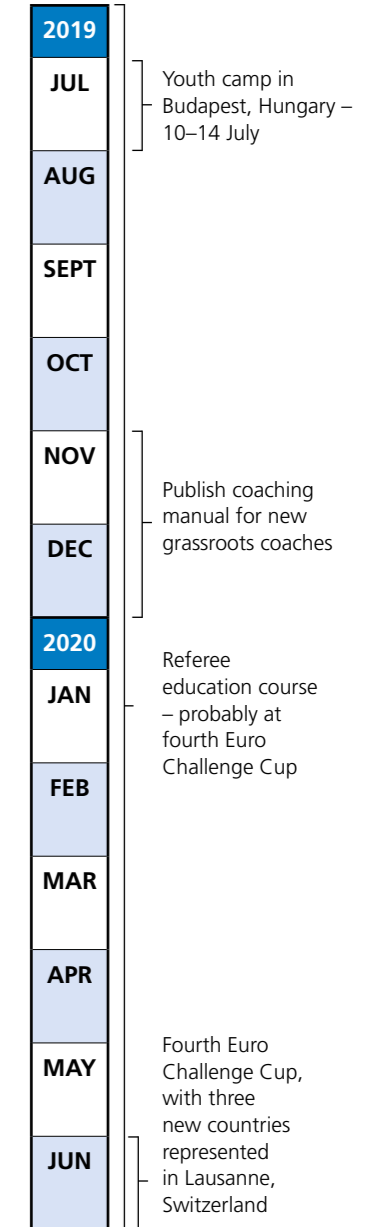 2019
JUL
Youth camp in
Budapest, Hungary –
10–14 July
AUG
SEPT
OCT
NOV
Publish coaching
manual for new
grassroots coaches
DEC
2020
Referee
education course
– probably at
fourth Euro
Challenge Cup
JAN
FEB
MAR
APR
MAY
Fourth Euro
Challenge Cup,
with three
new countries
represented
in Lausanne,
Switzerland
JUN